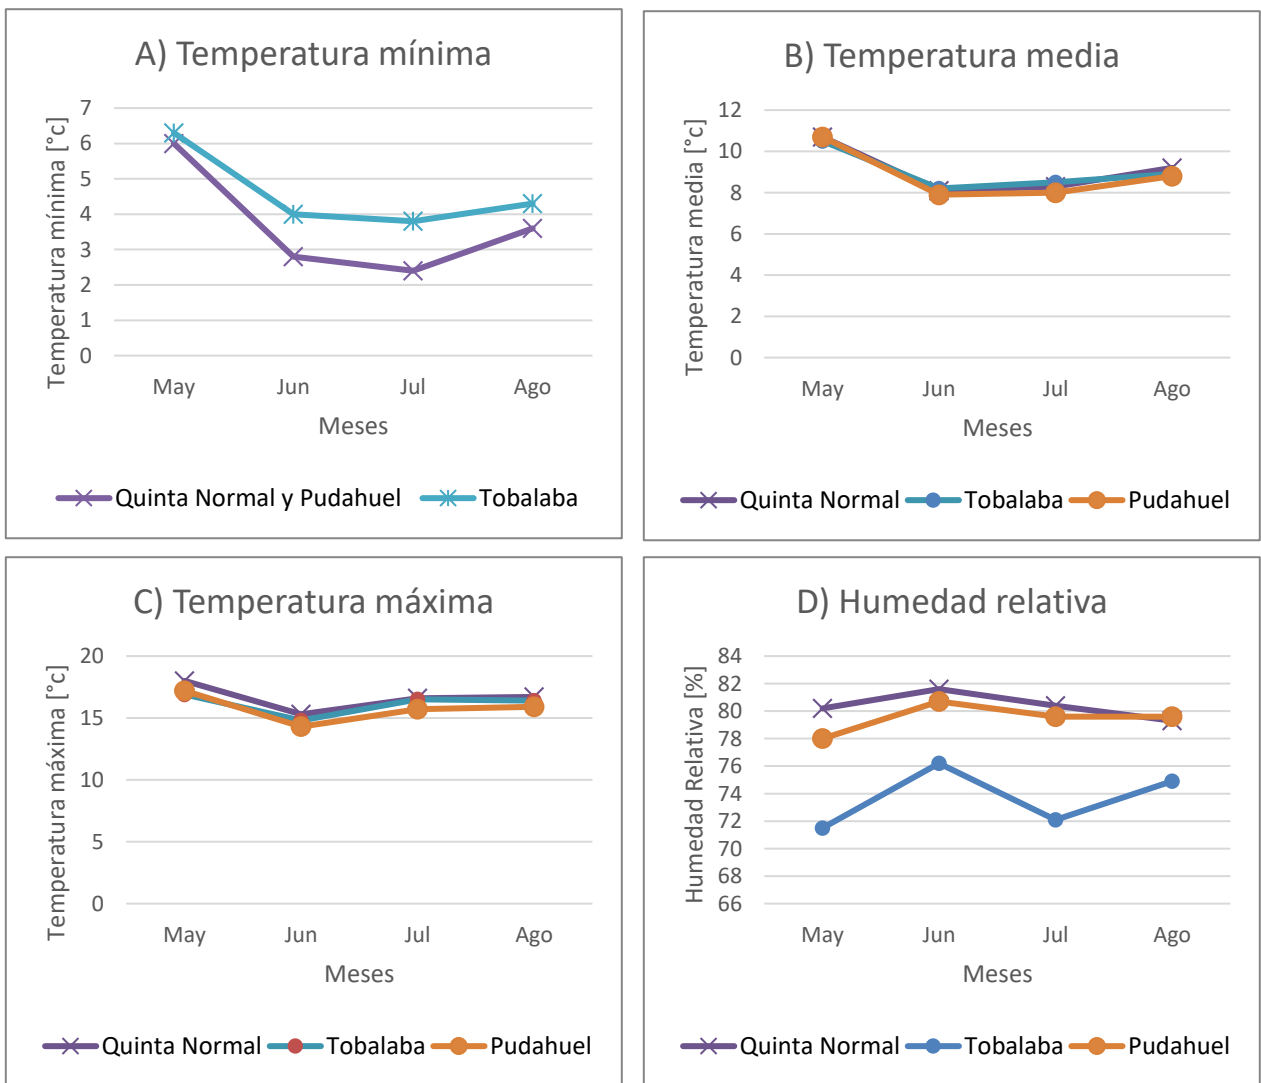 A) Temperatura mínima
Temperatura mínima [°c]
7
6
5
4
3
2
1
0
May Jun Jul Ago
Meses
Quinta Normal y Pudahuel Tobalaba
B) Temperatura media
Temperatura media [°c]
12
10
8
6
4
2
0
May Jun Jul Ago
Meses
Quinta Normal Tobalaba Pudahuel
C) Temperatura máxima
Temperatura máxima [°c]
20
15
10
5
0
May Jun Jul Ago
Meses
Quinta Normal Tobalaba Pudahuel
D) Humedad relativa
Humedad Relativa [%]
84
82
80
78
76
74
72
70
68
66
May Jun Jul Ago
Meses
Quinta Normal Tobalaba Pudahuel